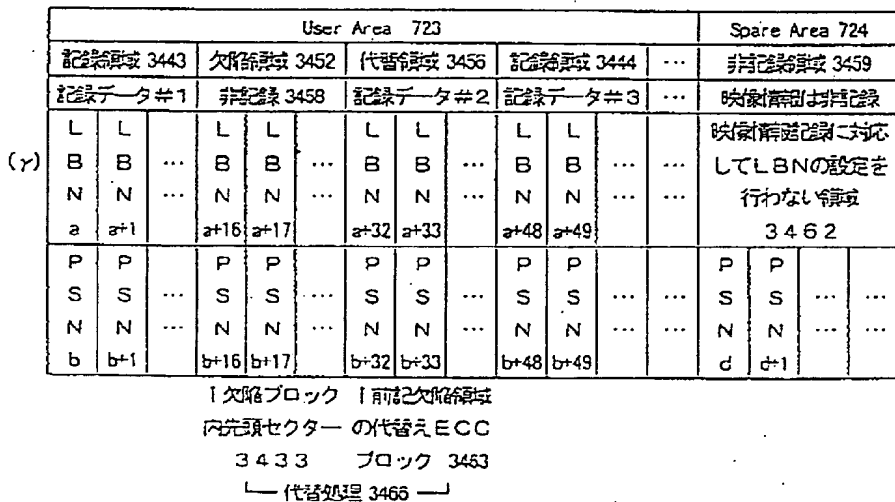 User Area 723 Spare Area 724
記録領域 3443 欠陥領域 3452 代替領域 3456 記録領域 3444 … 非記録領域 3459
記録データ#1 非記録 3458 記録データ#2 記録データ#3 … 映像情報は非記録
(γ)
L L L L L L L L 映像情報記録に対応
B B … B B … B B … B B … … してLBNの設定を
N N … N N … N N … N N … … 行わない領域
a a+1 a+16 a+17 a+32 a+33 a+48 a+49 3462
P P P P P P P P P P
S S … S S … S S … S S … … S S … …
N N … N N … N N … N N … … N N … …
b b+1 b+16 b+17 b+32 b+33 b+48 b+49 d d+1
欠陥ブロック 前記欠陥領域
内先頭セクター の代替えECC
3433 ブロック 3453
代替処理 3466